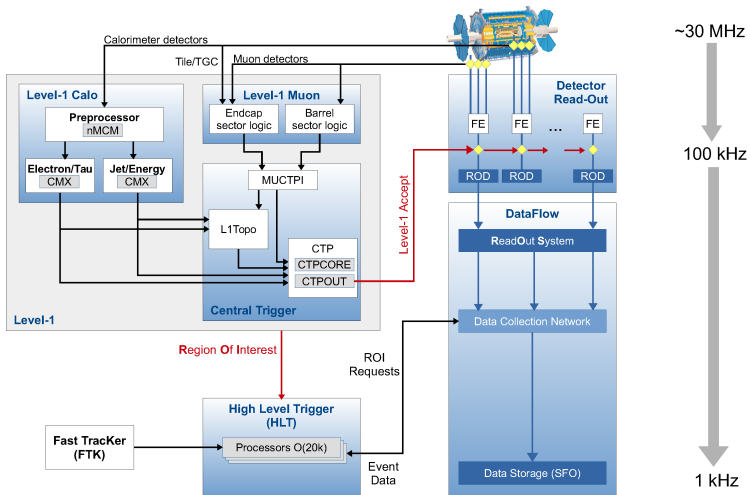 ~30 MHz
Calorimeter detectors
Tile/TGC
Muon detectors
Level-1 Calo
Preprocessor
nMCM
Electron/Tau
CMX
Jet/Energy
CMX
Level-1 Muon
Endcap
sector logic
Barrel
sector logic
Detector
Read-Out
FE
FE
...
FE
100 kHz
ROD
ROD
ROD
MUCTPI
L1Topo
CTP
CTPCORE
CTPOUT
Central Trigger
Level-1
Level-1 Accept
DataFlow
ReadOut System
Data Collection Network
Region Of Interest
ROI
Requests
High Level Trigger
(HLT)
Processors O(20k)
Fast TracKer
(FTK)
Event
Data
Data Storage (SFO)
1 kHz